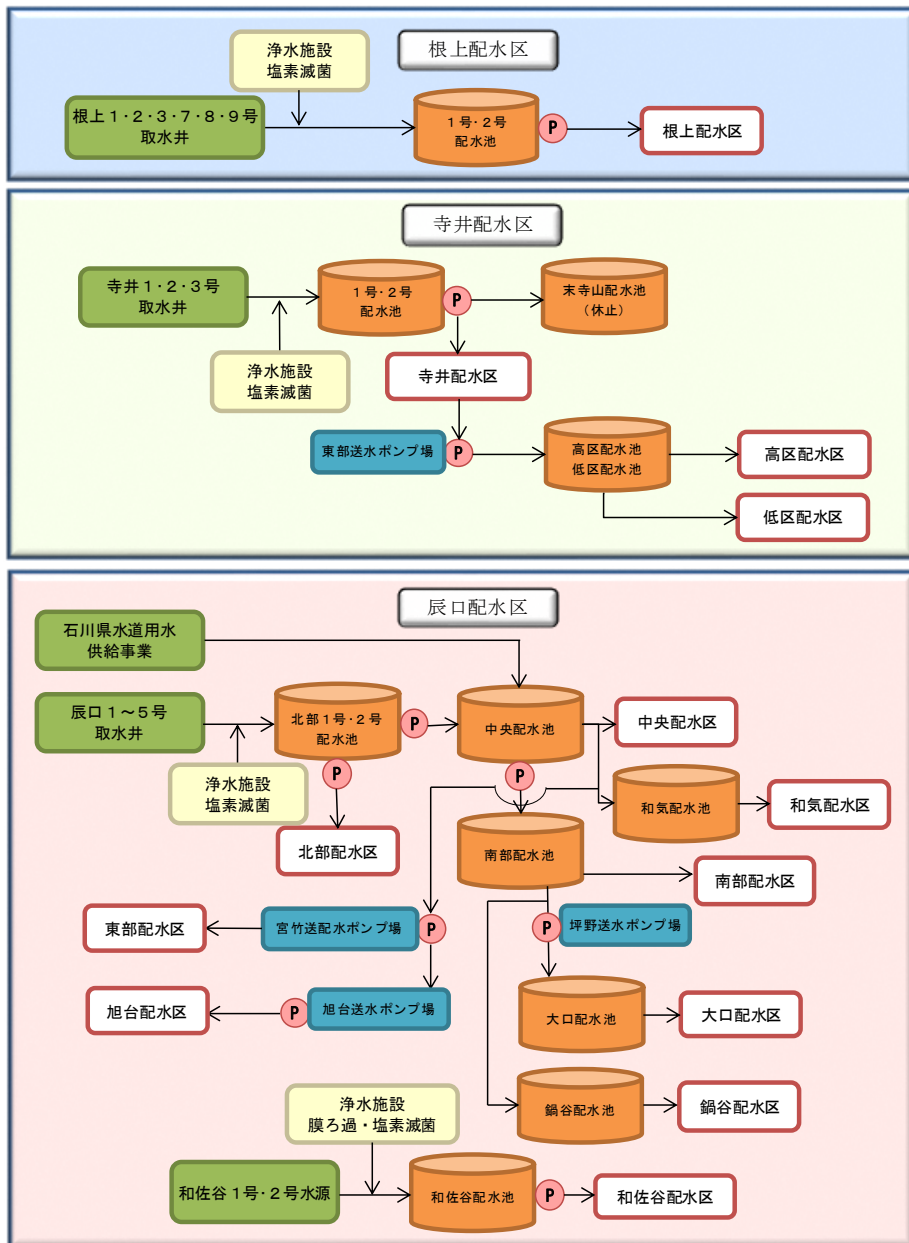 根上配水区
浄水施設
塩素滅菌
根上1・2・3・7・8・9号
取水井
1号・2号
配水池
P
根上配水区
寺井配水区
寺井1・2・3号
取水井
1号・2号
配水池
P
末寺山配水池
(休止)
浄水施設
塩素滅菌
寺井配水区
東部送水ポンプ場
P
高区配水池
低区配水池
高区配水区
低区配水区
辰口配水区
石川県水道用水
供給事業
辰口1～5号
取水井
北部1号・2号
配水池
P
中央配水池
中央配水区
浄水施設
塩素滅菌
P
P
和気配水池
和気配水区
北部配水区
南部配水池
南部配水区
東部配水区
宮竹送配水ポンプ場
P
P
坪野送水ポンプ場
旭台配水区
P
旭台送水ポンプ場
大口配水池
大口配水区
浄水施設
膜ろ過・塩素滅菌
鍋谷配水池
鍋谷配水区
和佐谷1号・2号水源
和佐谷配水池
P
和佐谷配水区